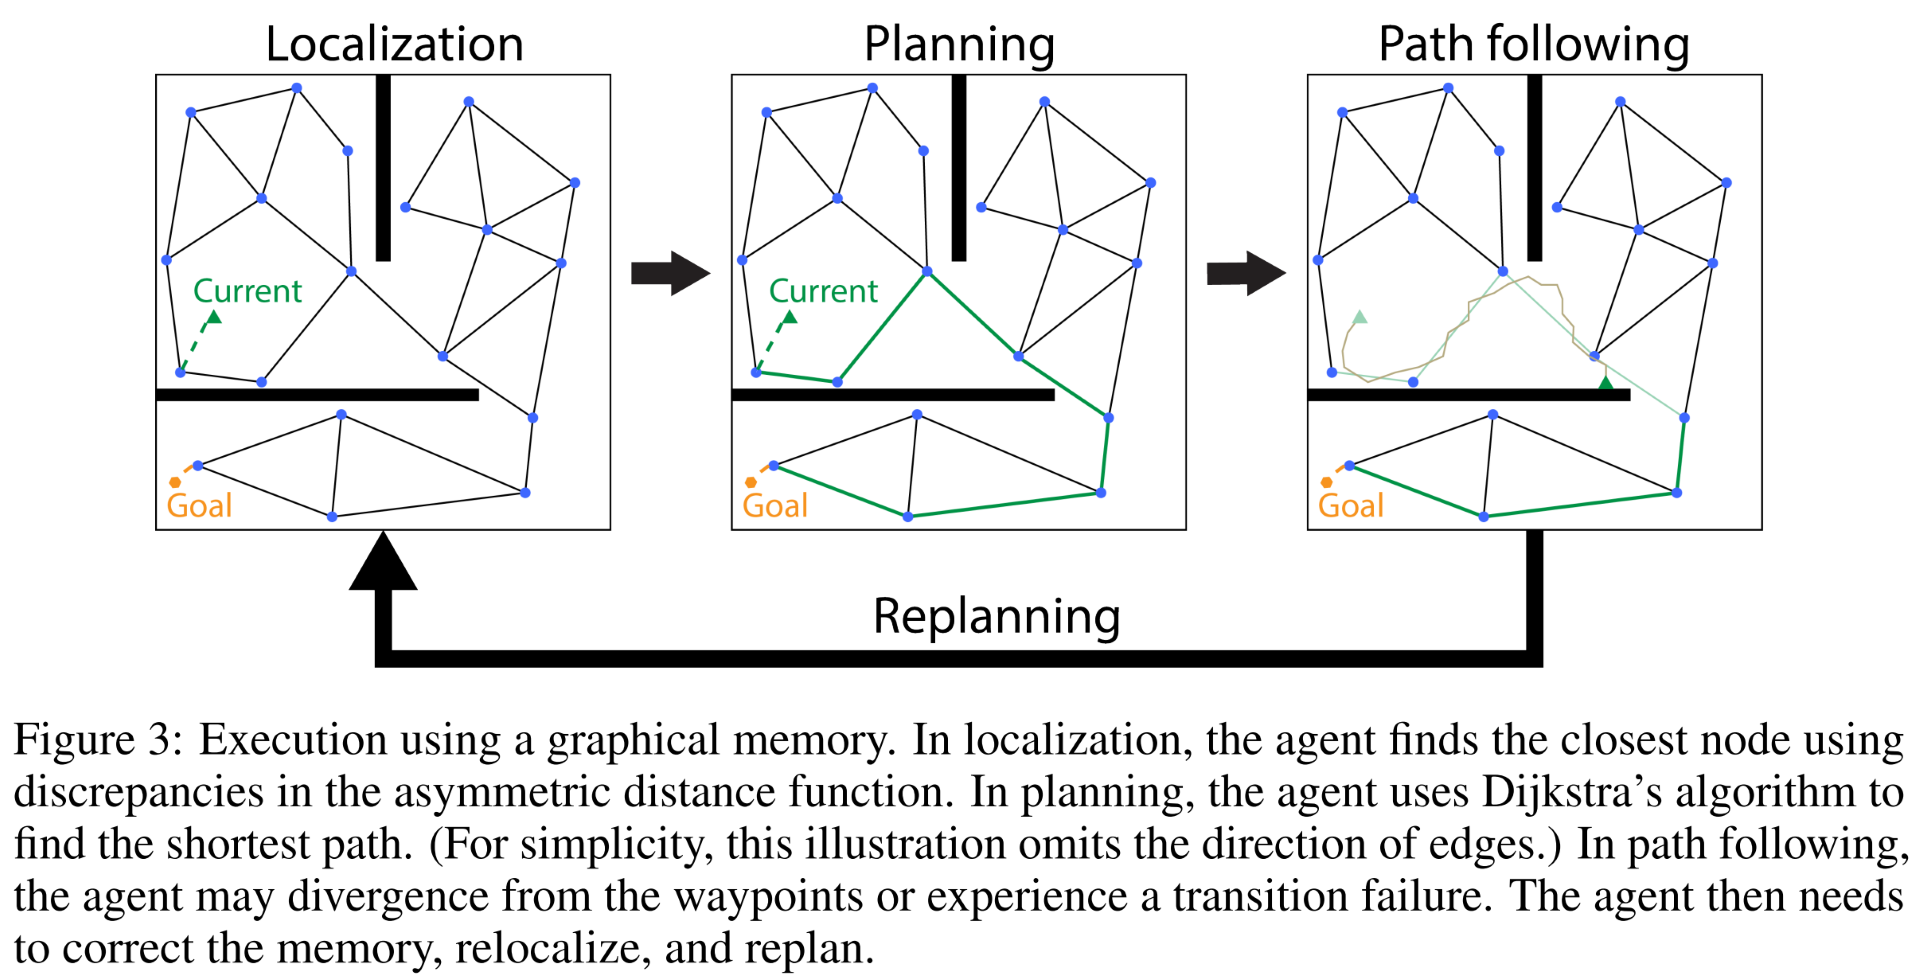 Localization
Planning
Path following
Current
Current
Goal
Goal
Goal
Replanning
Figure 3: Execution using a graphical memory. In localization, the agent finds the closest node using
discrepancies in the asymmetric distance function. In planning, the agent uses Dijkstra’s algorithm to
find the shortest path. (For simplicity, this illustration omits the direction of edges.) In path following,
the agent may divergence from the waypoints or experience a transition failure. The agent then needs
to correct the memory, relocalize, and replan.